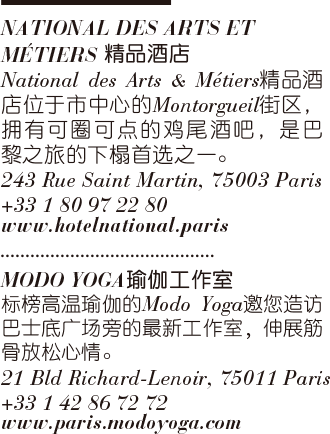 NATIONAL DES ARTS ET
MÉTIERS 精品酒店
National des Arts & Métiers精品酒
店位于市中心的Montorgueil街区，
拥有可圈可点的鸡尾酒吧，是巴
黎之旅的下榻首选之一。
243 Rue Saint Martin, 75003 Paris
+33 1 80 97 22 80
www.hotelnational.paris
MODO YOGA瑜伽工作室
标榜高温瑜伽的Modo Yoga邀您造访
巴士底广场旁的最新工作室，伸展筋
骨放松心情。
21 Bld Richard-Lenoir, 75011 Paris
+33 1 42 86 72 72
www.paris.modoyoga.com